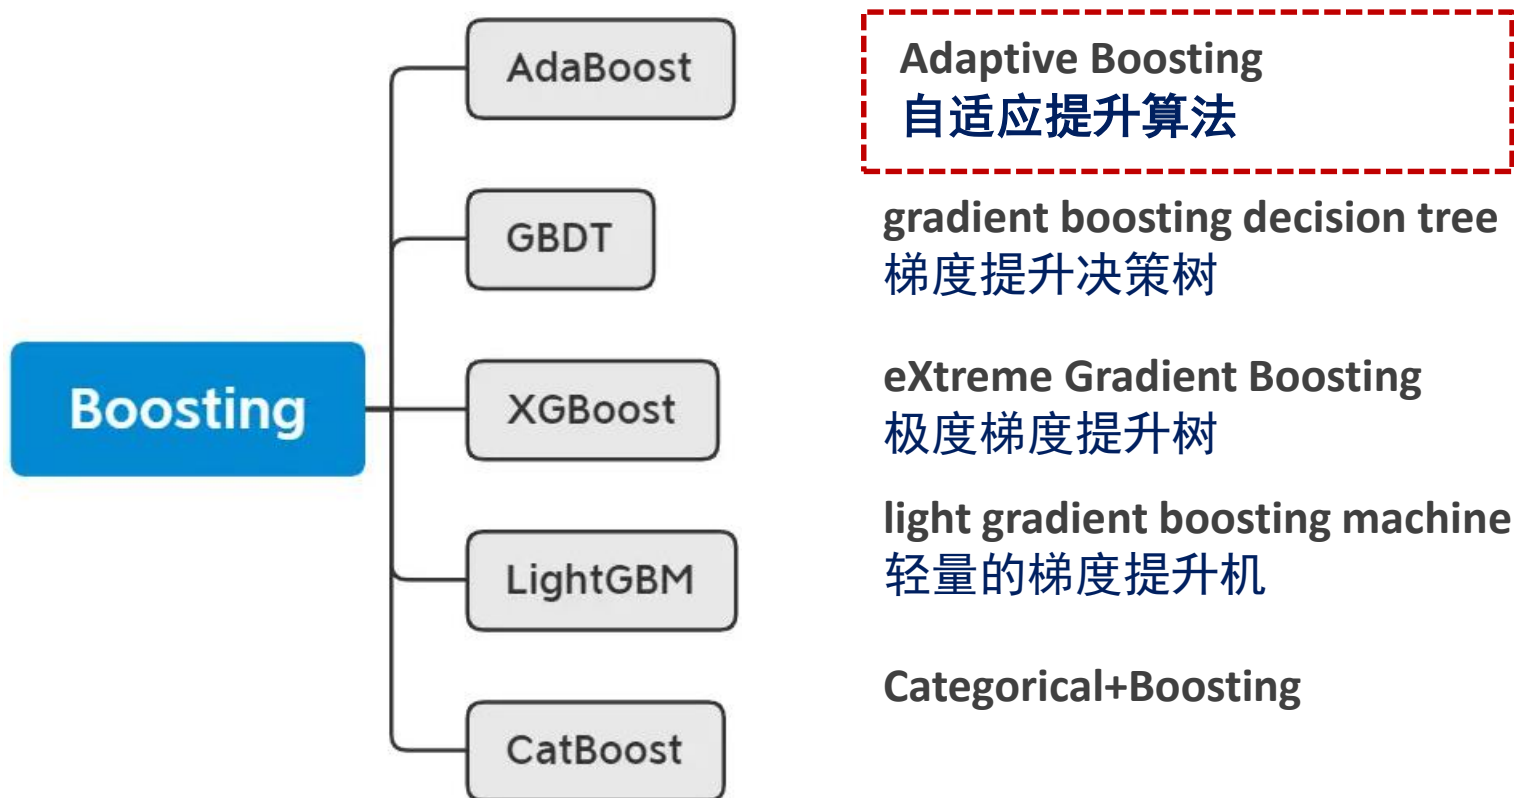 AdaBoost
Adaptive Boosting
自适应提升算法
GBDT
gradient boosting decision tree
梯度提升决策树
Boosting
XGBoost
eXtreme Gradient Boosting
极度梯度提升树
LightGBM
light gradient boosting machine
轻量的梯度提升机
CatBoost
Categorical+Boosting